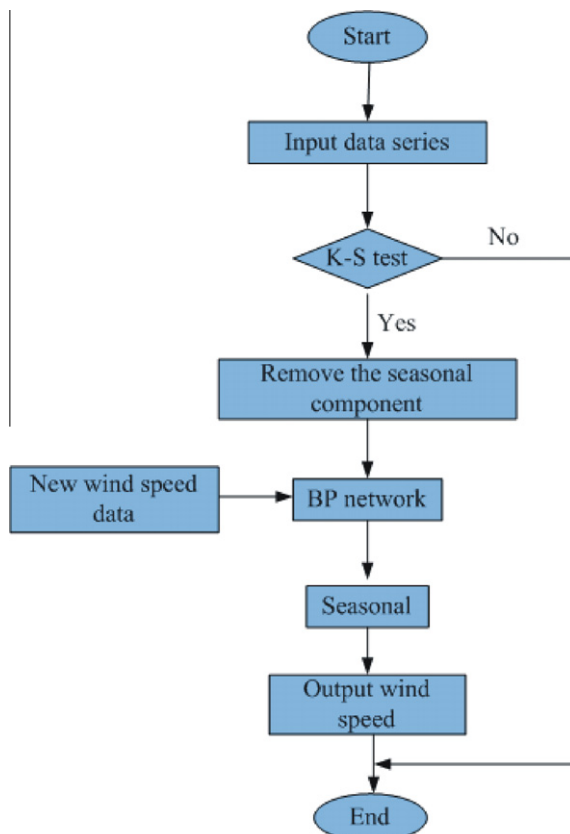 Start
Input data series
K-S test
No
Yes
Remove the seasonal
component
New wind speed
data
BP network
Seasonal
Output wind
speed
End